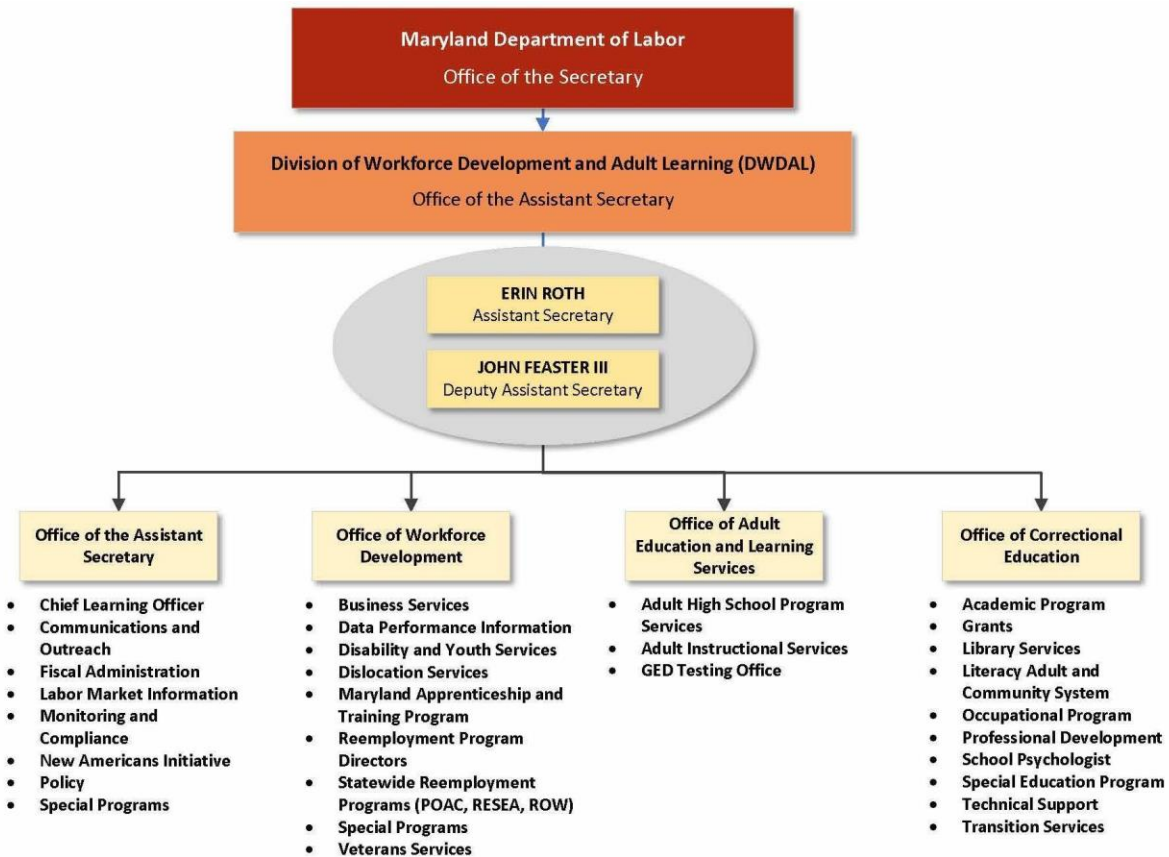 Maryland Department of Labor
Office of the Secretary
Division of Workforce Development and Adult Learning (DWDAL)
Office of the Assistant Secretary
ERIN ROTH
Assistant Secretary
JOHN FEASTER III
Deputy Assistant Secretary
Office of the Assistant
Secretary
• Chief Learning Officer
• Communications and
Outreach
• Fiscal Administration
• Labor Market Information
• Monitoring and
Compliance
• New Americans Initiative
• Policy
• Special Programs
Office of Workforce
Development
• Business Services
• Data Performance Information
• Disability and Youth Services
• Dislocation Services
• Maryland Apprenticeship and
Training Program
• Reemployment Program
Directors
• Statewide Reemployment
Programs (POAC, RESEA, ROW)
• Special Programs
• Veterans Services
Office of Adult
Education and Learning
Services
• Adult High School Program
Services
• Adult Instructional Services
• GED Testing Office
Office of Correctional
Education
• Academic Program
• Grants
• Library Services
• Literacy Adult and
Community System
• Occupational Program
• Professional Development
• School Psychologist
• Special Education Program
• Technical Support
• Transition Services